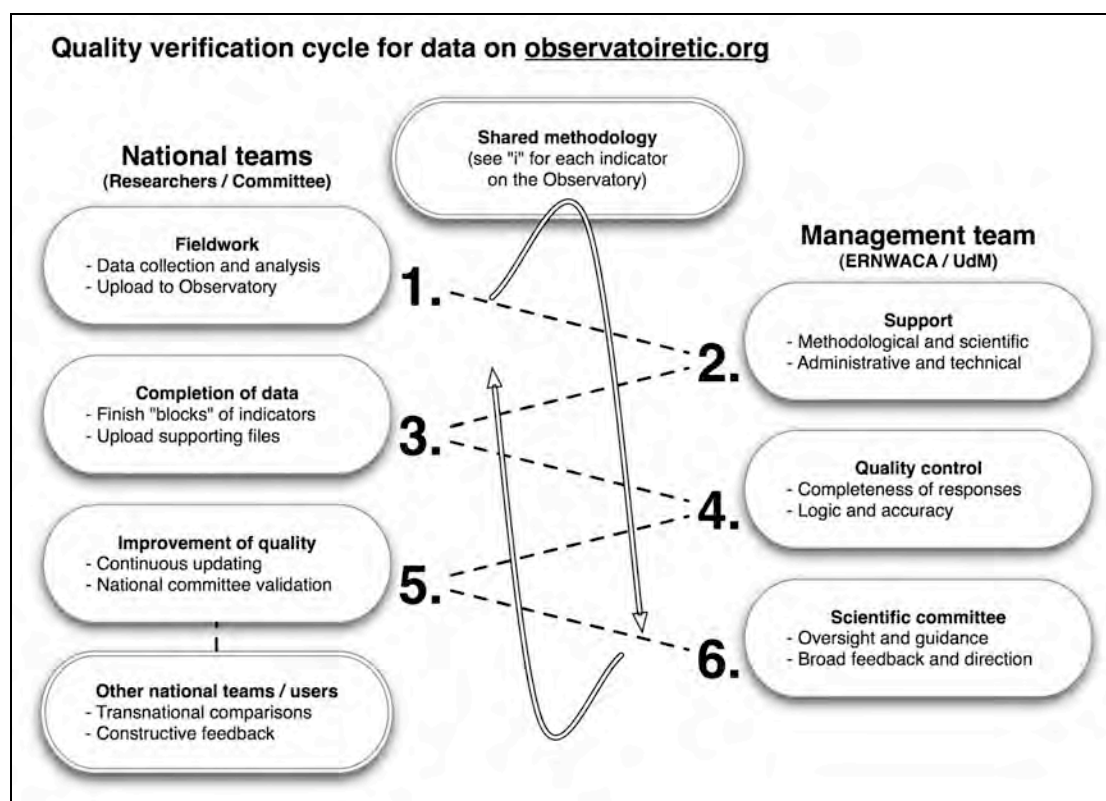 Quality verification cycle for data on observatoiretic.org
Shared methodology
(see "i" for each indicator
on the Observatory)
National teams
(Researchers / Committee)
Management team
(ERNWACA / UdM)
Fieldwork
- Data collection and analysis
- Upload to Observatory
1.
Support
- Methodological and scientific
- Administrative and technical
2.
Completion of data
- Finish "blocks" of indicators
- Upload supporting files
3.
Quality control
- Completeness of responses
- Logic and accuracy
4.
Improvement of quality
- Continuous updating
- National committee validation
5.
Scientific committee
- Oversight and guidance
- Broad feedback and direction
6.
Other national teams / users
- Transnational comparisons
- Constructive feedback